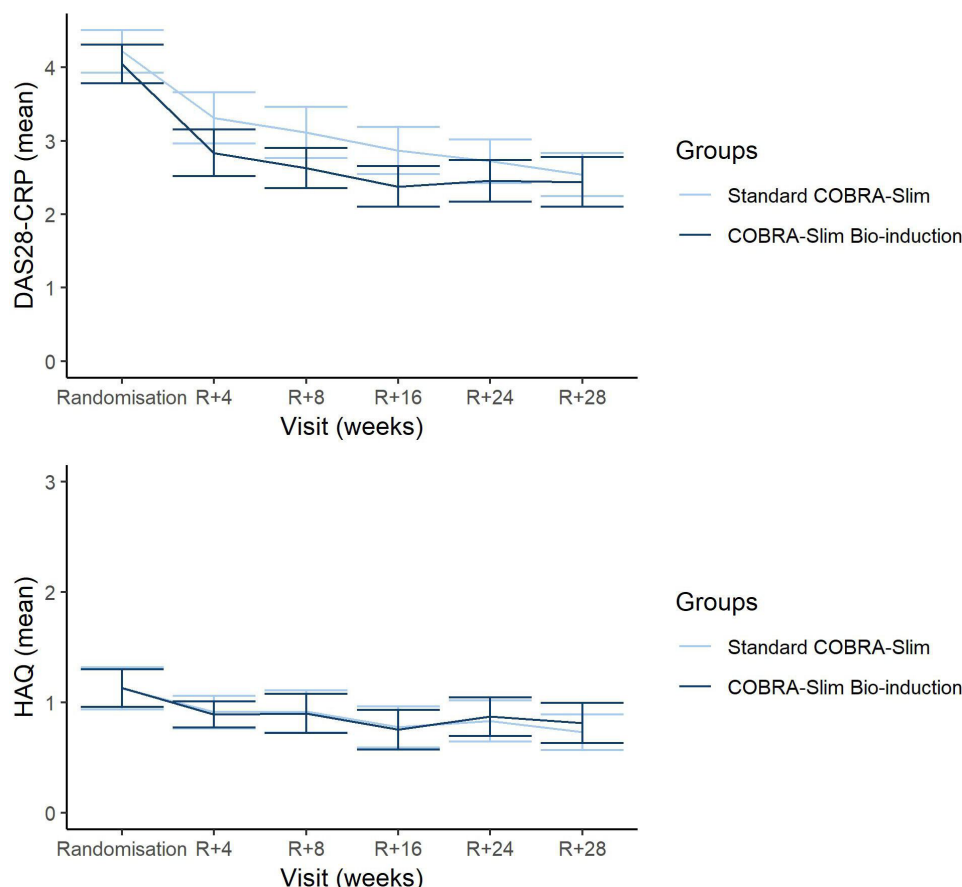 DAS28-CRP (mean)
4
3
2
1
0
Randomisation R+4 R+8 R+16 R+24 R+28
Visit (weeks)
Groups
Standard COBRA-Slim
COBRA-Slim Bio-induction
HAQ (mean)
3
2
1
0
Randomisation R+4 R+8 R+16 R+24 R+28
Visit (weeks)
Groups
Standard COBRA-Slim
COBRA-Slim Bio-induction